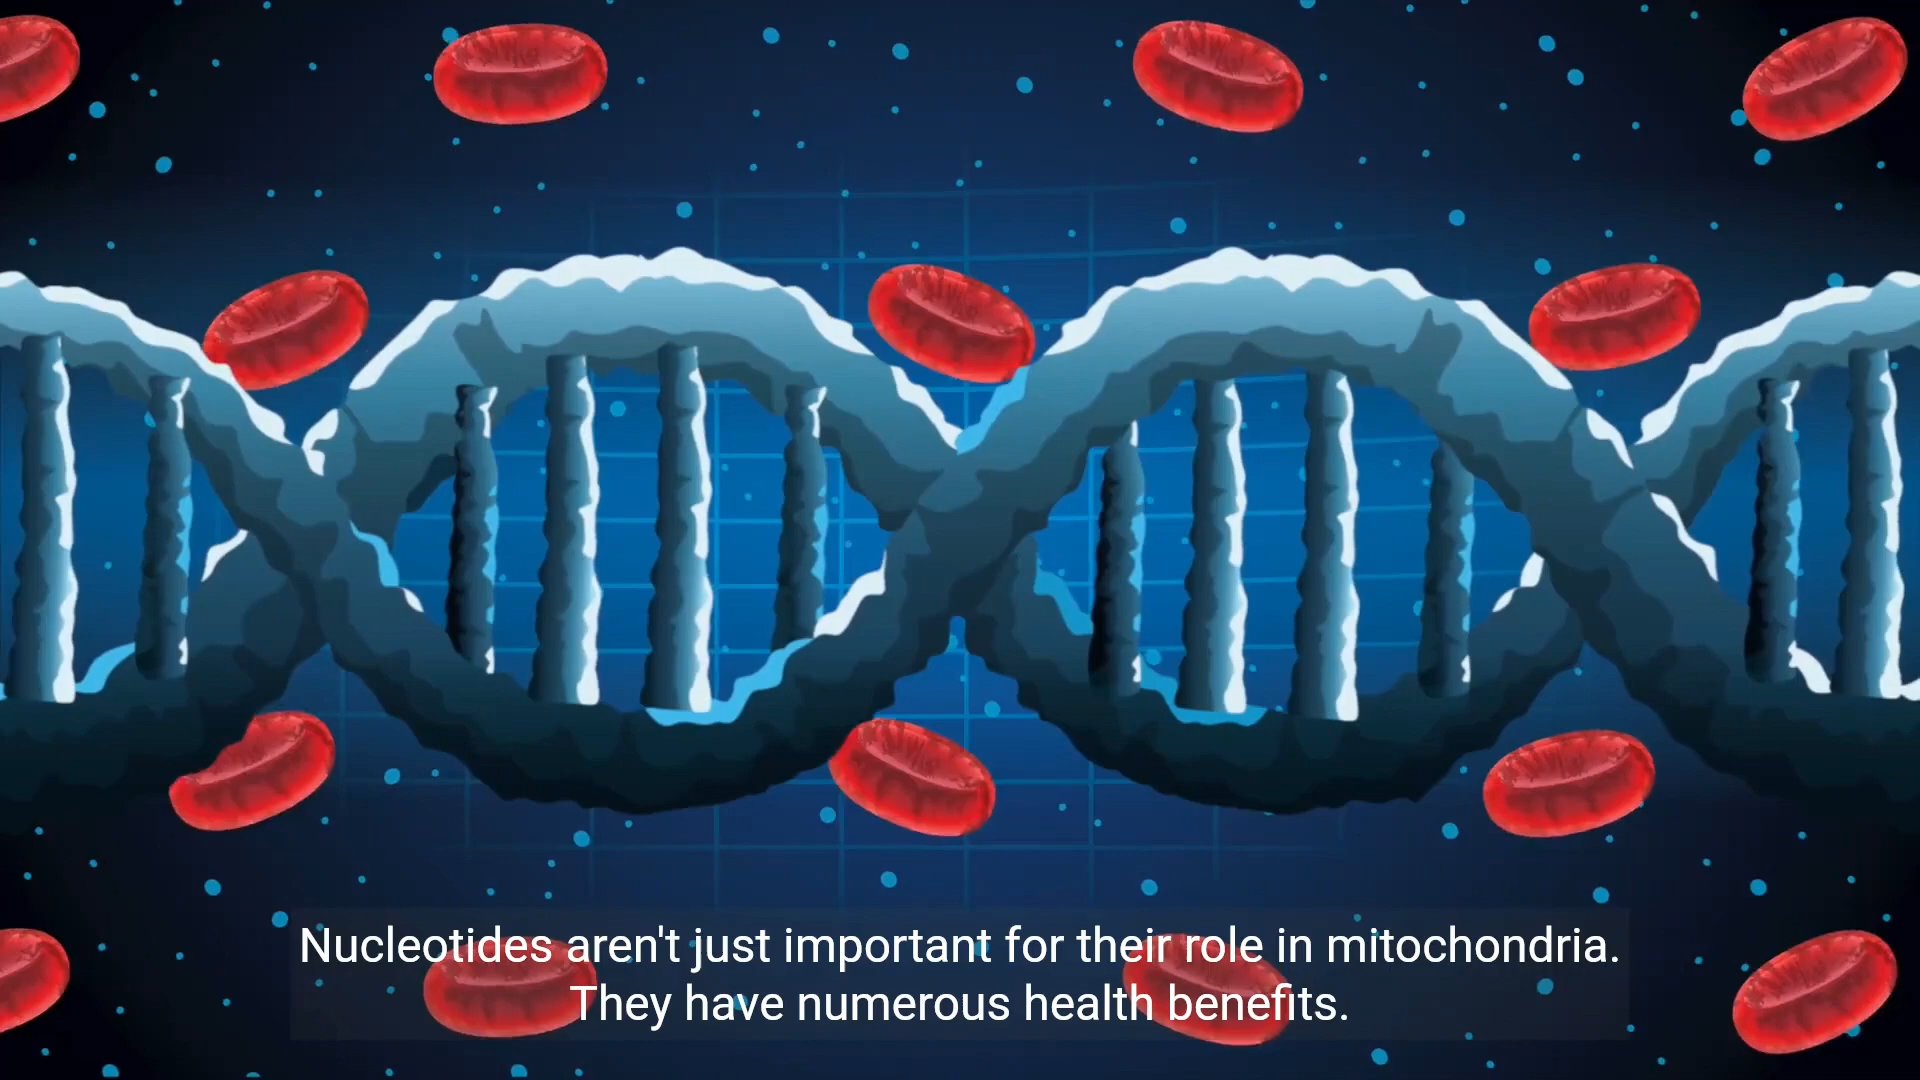 Nucleotides aren't just important for their role in mitochondria.
They have numerous health benefits.